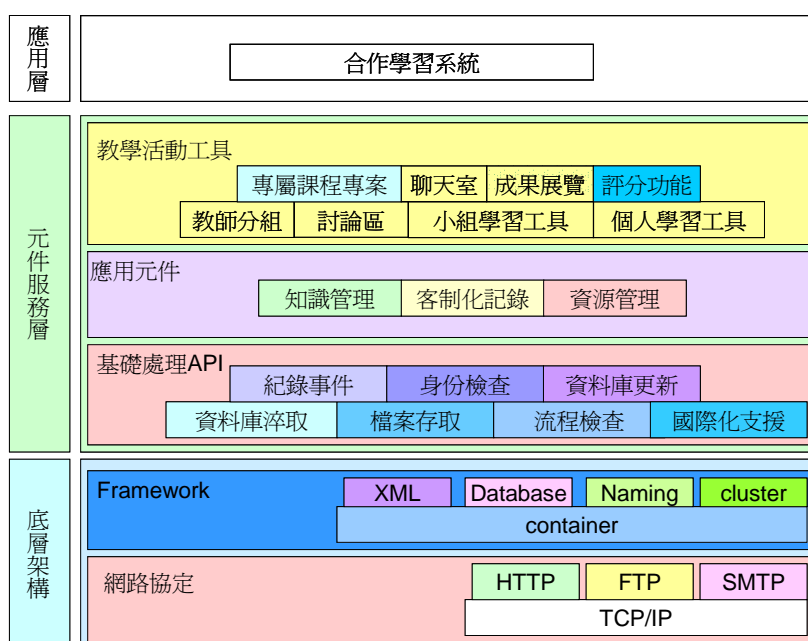 應用層
合作學習系統
元件服務層
教學活動工具
專屬課程專案 聊天室 成果展覽 評分功能
教師分組 討論區 小組學習工具 個人學習工具
應用元件
知識管理 客制化記錄 資源管理
基礎處理API
紀錄事件 身份檢查 資料庫更新
資料庫淬取 檔案存取 流程檢查 國際化支援
底層架構
Framework
XML Database Naming cluster
container
網路協定
HTTP FTP SMTP
TCP/IP